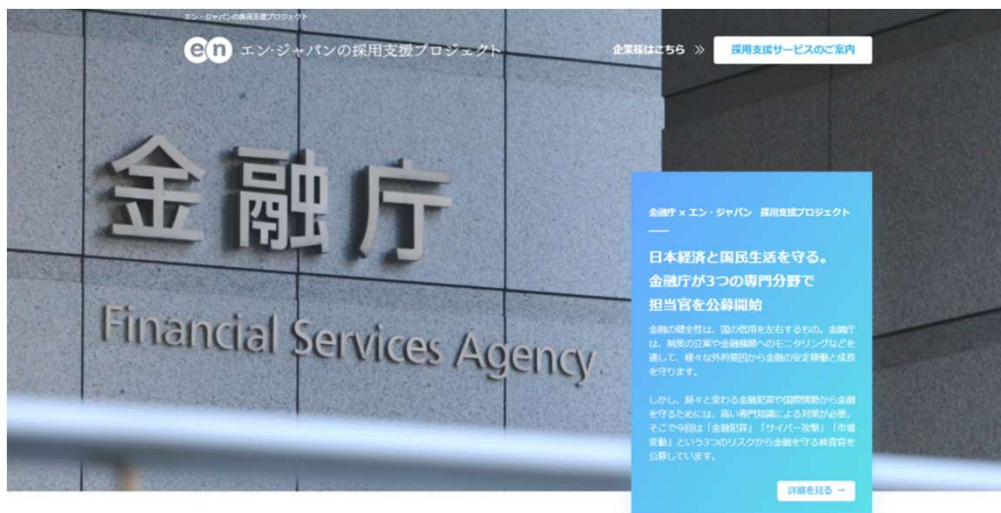 エン・ジャパンの採用支援プロジェクト
en エン・ジャパンの採用支援プロジェクト
企業様はこちら ≫ 採用支援サービスのご案内
金融庁
Financial Services Agency
金融庁 × エン・ジャパン 採用支援プロジェクト
日本経済と国民生活を守る。
金融庁が3つの専門分野で
担当官を公募開始
金融の健全性は、国の信用を左右するもの。金融庁
は、制度の立案や金融機関へのモニタリングなどを
通して、様々な外的要因から金融の安定稼働と成長
を守ります。
しかし、刻々と変わる金融犯罪や国際情勢から金融
を守るためには、高い専門知識による対策が必要。
そこで今回は「金融犯罪」「サイバー攻撃」「市場
変動」という3つのリスクから金融を守る検査官を
公募しています。
詳細を見る →